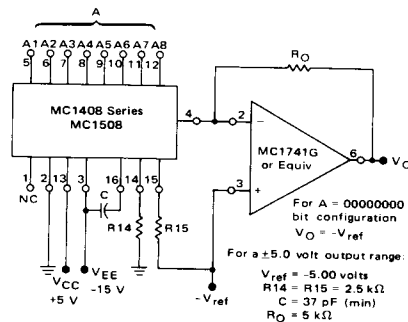 A
A1 A2 A3 A4 A5 A6 A7 A8
5 6 7 8 9 10 11 12
MC1408 Series
MC1508
4
1 2 13 3 16 14 15
NC
C
R14
R15
VCC
+5 V
VEE
-15 V
RO
2
−
MC1741G
or Equiv
3
+
6
VO
-Vref
For A = 00000000
bit configuration
VO = -Vref
For a ±5.0 volt output range:
Vref = -5.00 volts
R14 = R15 = 2.5 kΩ
C = 37 pF (min)
RO = 5 kΩ